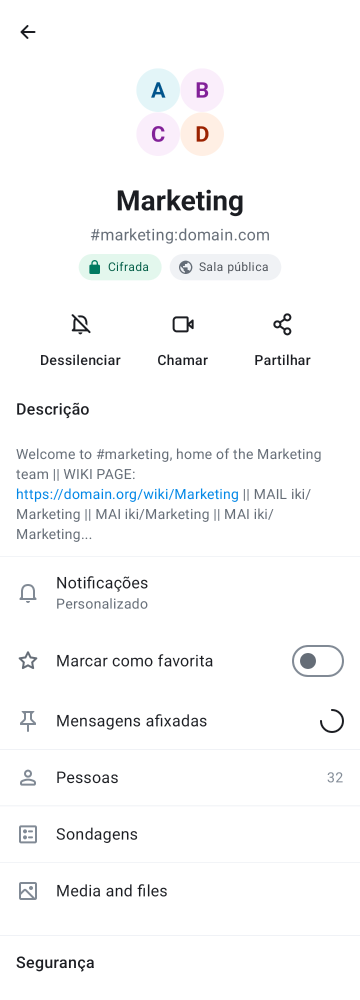 A B
C D
Marketing
#marketing:domain.com
Cifrada Sala pública
Dessilenciar Chamar Partilhar
Descrição
Welcome to #marketing, home of the Marketing
team || WIKI PAGE:
https://domain.org/wiki/Marketing || MAIL iki/
Marketing || MAI iki/Marketing || MAI iki/
Marketing...
Notificações
Personalizado
Marcar como favorita
Mensagens afixadas
Pessoas 32
Sondagens
Media and files
Segurança